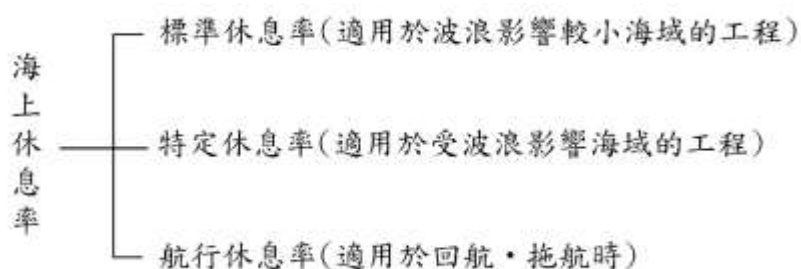 海上休息率
標準休息率(適用於波浪影響較小海域的工程)
特定休息率(適用於受波浪影響海域的工程)
航行休息率(適用於回航・拖航時)